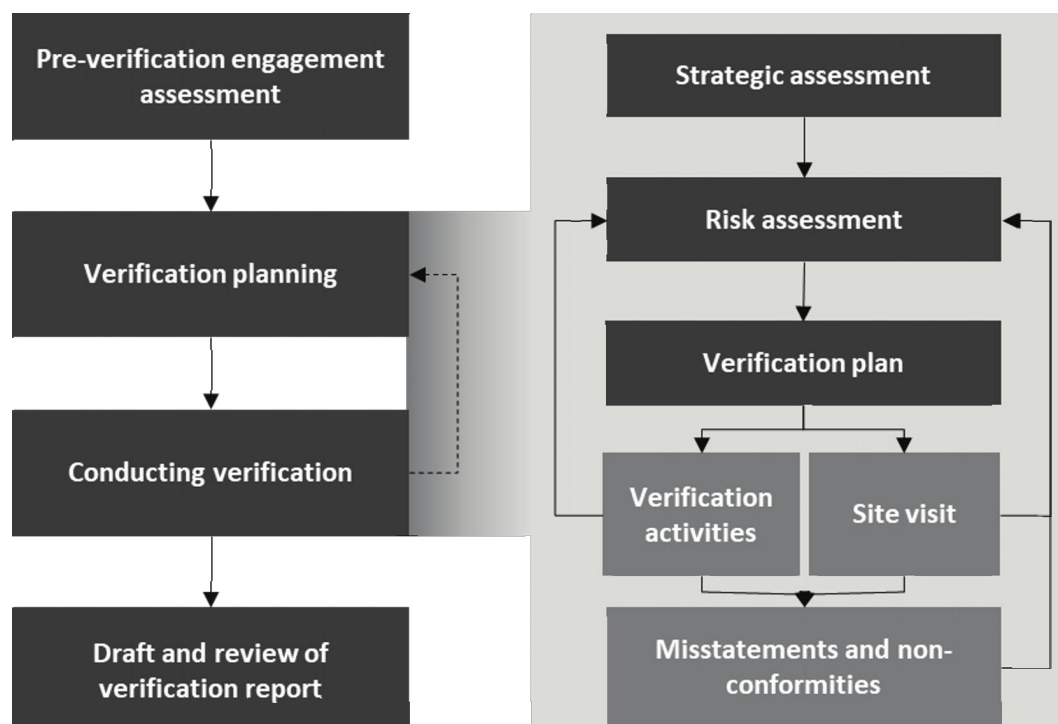 Pre-verification engagement
assessment
Verification planning
Conducting verification
Draft and review of
verification report
Strategic assessment
Risk assessment
Verification plan
Verification
activities
Site visit
Misstatements and non-
conformities